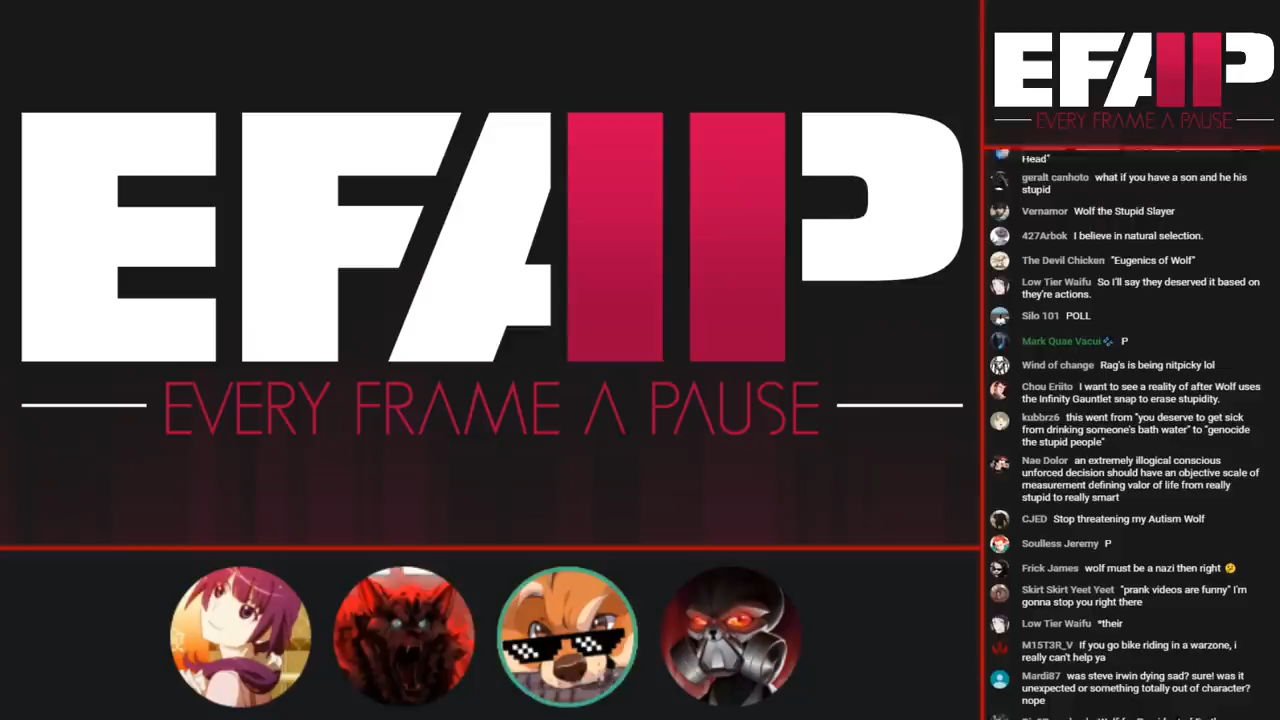 EFAP
EVERY FRAME A PAUSE
EFAP
EVERY FRAME A PAUSE
Head"
geralt canhoto what if you have a son and he his
stupid
Vernamor Wolf the Stupid Slayer
427Arbok I believe in natural selection.
The Devil Chicken "Eugenics of Wolf"
Low Tier Waifu So I'll say they deserved it based on
they're actions.
Silo 101 POLL
Mark Quae Vacui P
Wind of change Rag's is being nitpicky lol
Chou Eriito I want to see a reality of after Wolf uses
the Infinity Gauntlet snap to erase stupidity.
kubbrz6 this went from "you deserve to get sick
from drinking someone's bath water" to "genocide
the stupid people"
Nae Dolor an extremely illogical conscious
unforced decision should have an objective scale of
measurement defining valor of life from really
stupid to really smart
CJED Stop threatening my Autism Wolf
Soulless Jeremy P
Frick James wolf must be a nazi then right 🤔
Skirt Skirt Yeet Yeet "prank videos are funny" I'm
gonna stop you right there
Low Tier Waifu *their
M15T3R_V If you go bike riding in a warzone, i
really can't help ya
Mardi87 was steve irwin dying sad? sure! was it
unexpected or something totally out of character?
nope